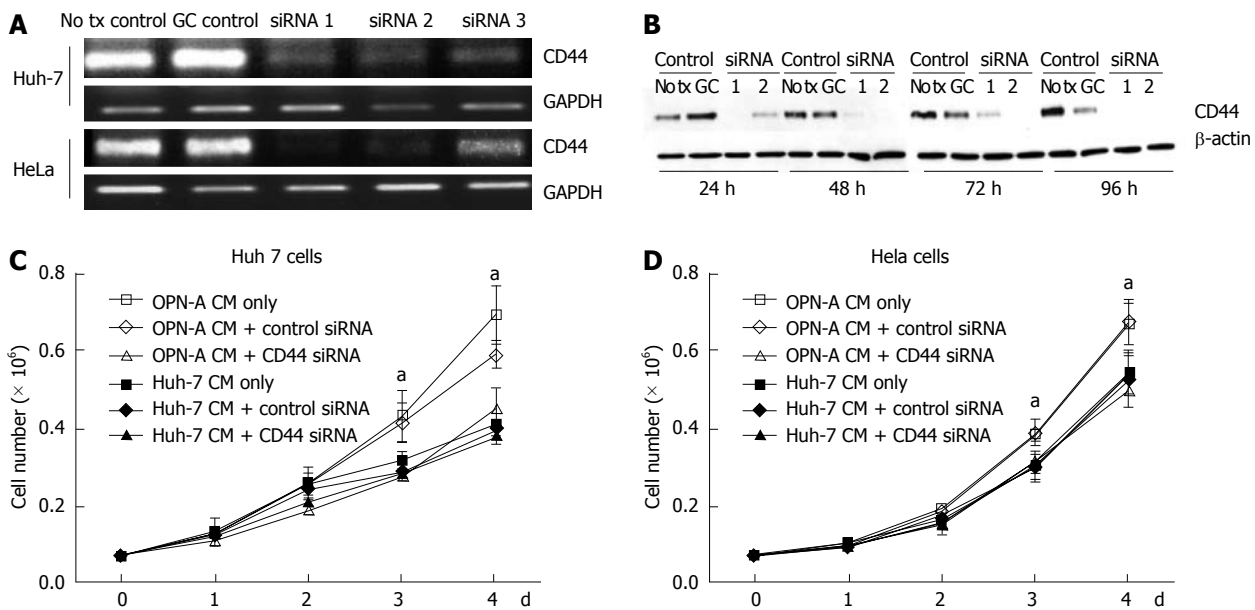 A
No tx control GC control siRNA 1 siRNA 2 siRNA 3
Huh-7
CD44
GAPDH
HeLa
CD44
GAPDH
B
Control siRNA Control siRNA Control siRNA Control siRNA
No tx GC 1 2 No tx GC 1 2 No tx GC 1 2 No tx GC 1 2
CD44
β-actin
24 h 48 h 72 h 96 h
C
Huh 7 cells
Cell number (× 10⁶)
0.8
0.6
0.4
0.2
0.0
OPN-A CM only
OPN-A CM + control siRNA
OPN-A CM + CD44 siRNA
Huh-7 CM only
Huh-7 CM + control siRNA
Huh-7 CM + CD44 siRNA
a
a
0 1 2 3 4 d
D
Hela cells
Cell number (× 10⁶)
0.8
0.6
0.4
0.2
0.0
OPN-A CM only
OPN-A CM + control siRNA
OPN-A CM + CD44 siRNA
Huh-7 CM only
Huh-7 CM + control siRNA
Huh-7 CM + CD44 siRNA
a
a
0 1 2 3 4 d